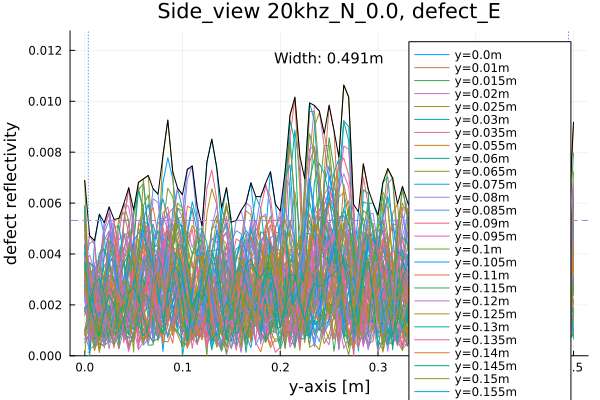 Side_view 20khz_N_0.0, defect_E
Width: 0.491m
defect reflectivity
0.012
0.010
0.008
0.006
0.004
0.002
0.000
0.0
0.1
0.2
0.3
.5
y-axis [m]
y=0.0m
y=0.01m
y=0.015m
y=0.02m
y=0.025m
y=0.03m
y=0.035m
y=0.055m
y=0.06m
y=0.065m
y=0.075m
y=0.08m
y=0.085m
y=0.09m
y=0.095m
y=0.1m
y=0.105m
y=0.11m
y=0.115m
y=0.12m
y=0.125m
y=0.13m
y=0.135m
y=0.14m
y=0.145m
y=0.15m
y=0.155m